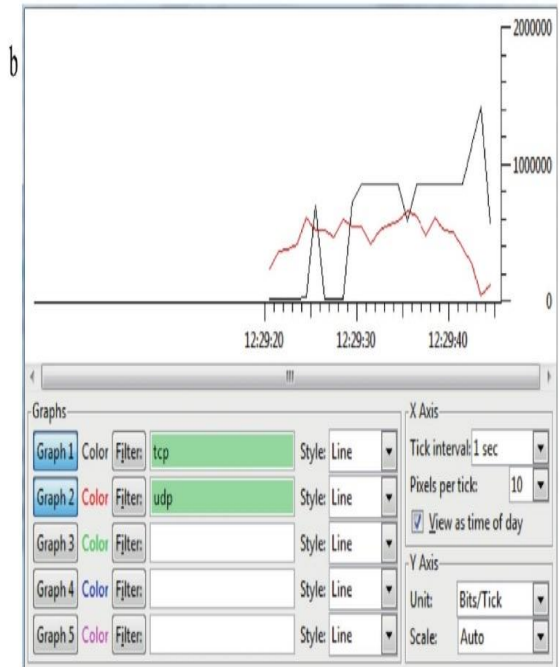 b
2000000
1000000
0
12:29:20 12:29:30 12:29:40
Graphs
Graph 1 Color Filter: tcp Style: Line
Graph 2 Color Filter: udp Style: Line
Graph 3 Color Filter: Style: Line
Graph 4 Color Filter: Style: Line
Graph 5 Color Filter: Style: Line
X Axis
Tick interval: 1 sec
Pixels per tick: 10
View as time of day
Y Axis
Unit: Bits/Tick
Scale: Auto